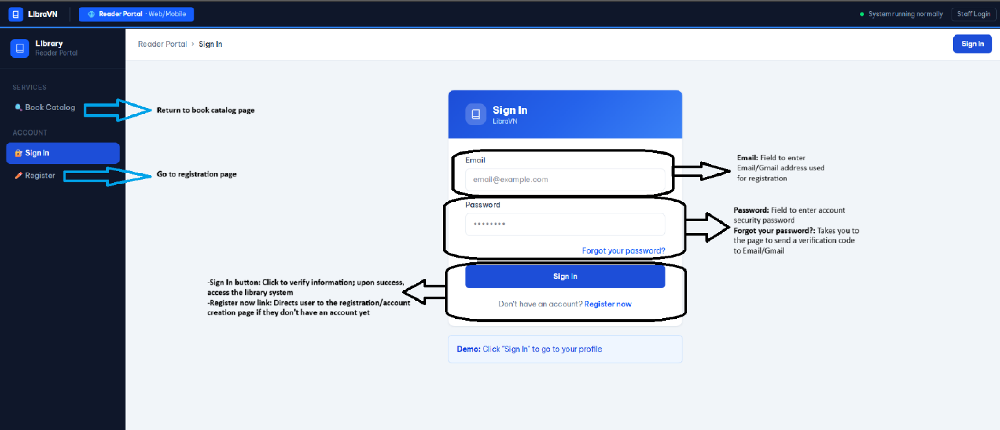 LibraVN
Reader Portal · Web/Mobile
System running normally
Staff Login
Library
Reader Portal
Reader Portal › Sign In
Sign In
SERVICES
Book Catalog
Return to book catalog page
ACCOUNT
Sign In
Register
Go to registration page
Sign In
LibraVN
Email
email@example.com
Email: Field to enter
Email/Gmail address used
for registration
Password
••••••••
Forgot your password?
Password: Field to enter account
security password
Forgot your password?: Takes you to
the page to send a verification code
to Email/Gmail
Sign In
Don't have an account? Register now
-Sign In button: Click to verify information; upon success,
access the library system
-Register now link: Directs user to the registration/account
creation page if they don't have an account yet
Demo: Click "Sign In" to go to your profile